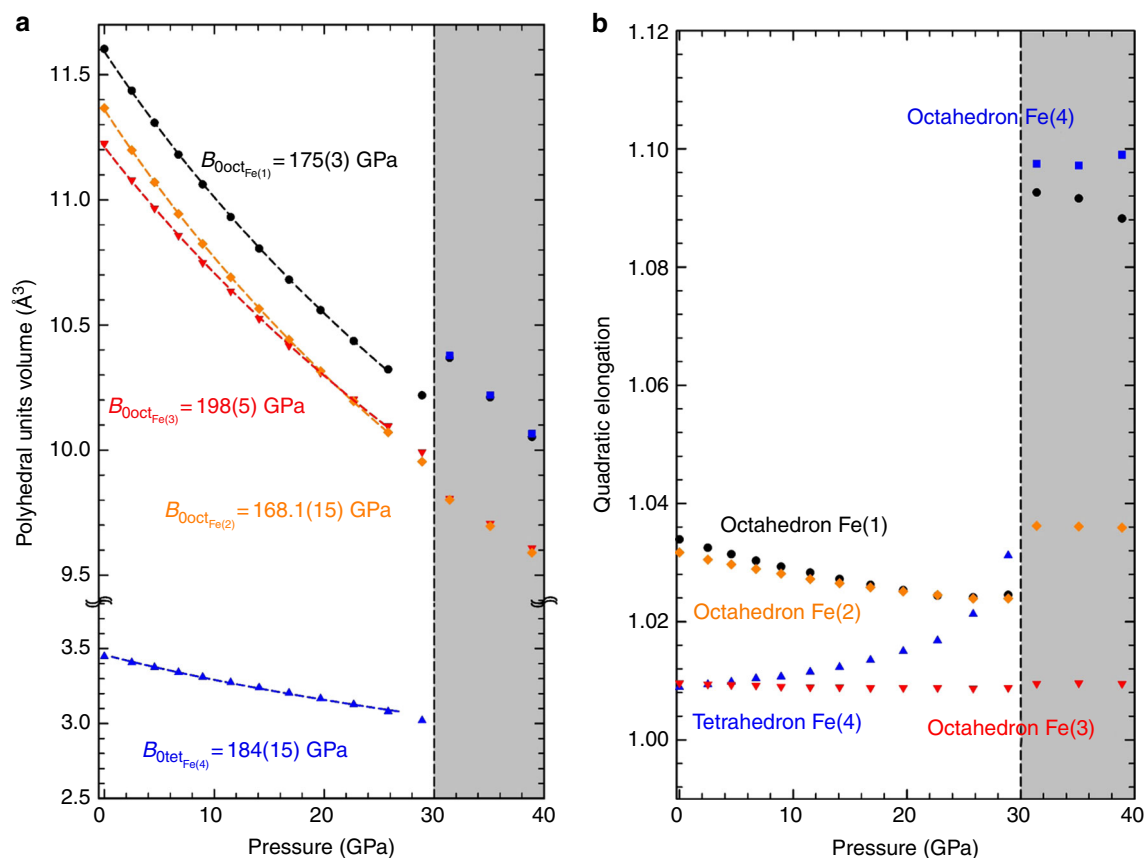 a
Polyhedral units volume (Å³)
11.5
11.0
10.5
10.0
9.5
3.5
3.0
2.5
B0octFe(1) = 175(3) GPa
B0octFe(3) = 198(5) GPa
B0octFe(2) = 168.1(15) GPa
B0tetFe(4) = 184(15) GPa
0 10 20 30 40
Pressure (GPa)
b
Quadratic elongation
1.12
1.10
1.08
1.06
1.04
1.02
1.00
Octahedron Fe(4)
Octahedron Fe(1)
Octahedron Fe(2)
Tetrahedron Fe(4)
Octahedron Fe(3)
0 10 20 30 40
Pressure (GPa)